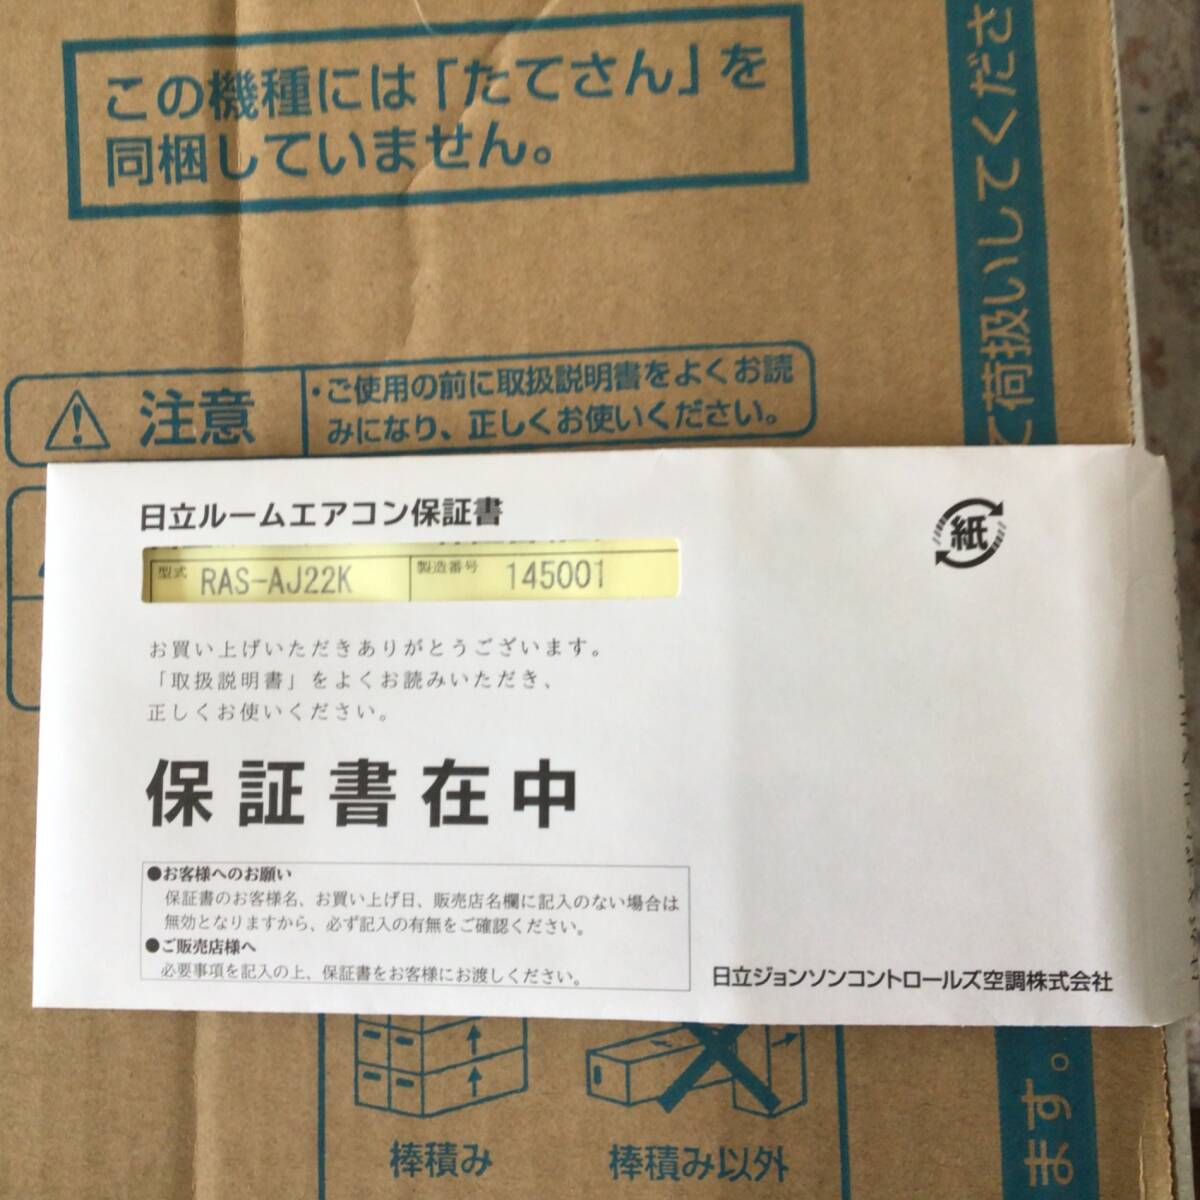 この機種には「たてさん」を
同梱していません。
て荷扱いしてくださ
注意
・ご使用の前に取扱説明書をよくお読
みになり、正しくお使いください。
日立ルームエアコン保証書
紙
型式 RAS-AJ22K 製造番号 145001
お買い上げいただきありがとうございます。
「取扱説明書」をよくお読みいただき、
正しくお使いください。
保証書在中
●お客様へのお願い
保証書のお客様名、お買い上げ日、販売店名欄に記入のない場合は
無効となりますから、必ず記入の有無をご確認ください。
●ご販売店様へ
必要事項を記入の上、保証書をお客様にお渡しください。
日立ジョンソンコントロールズ空調株式会社
棒積み
棒積み以外
ます。